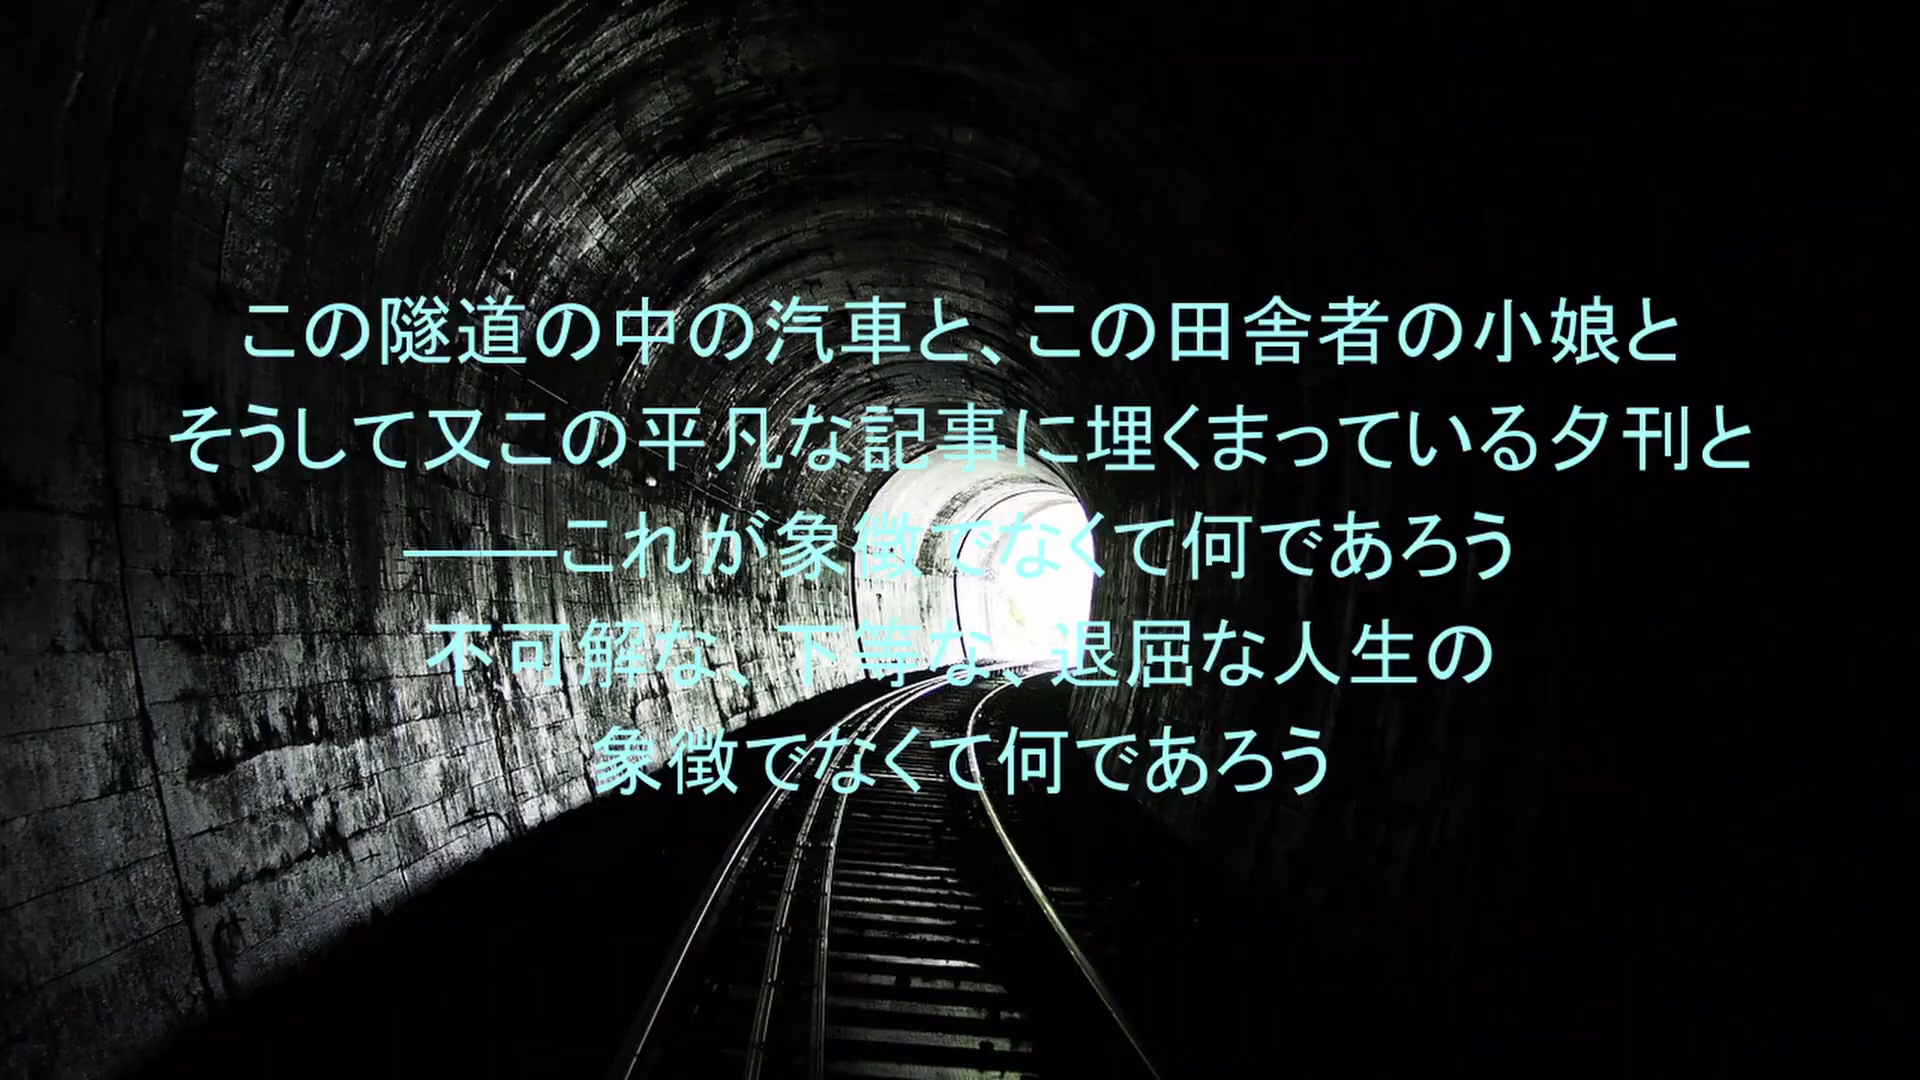 この隧道の中の汽車と、この田舎者の小娘と
そうして又この平凡な記事に埋くまっている夕刊と
――これが象徴でなくて何であろう
不可解な、下等な、退屈な人生の
象徴でなくて何であろう